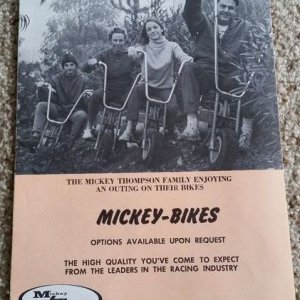 THE MICKEY THOMPSON FAMILY ENJOYING
AN OUTING ON THEIR BIKES
MICKEY-BIKES
OPTIONS AVAILABLE UPON REQUEST
THE HIGH QUALITY YOU'VE COME TO EXPECT
FROM THE LEADERS IN THE RACING INDUSTRY
Mickey